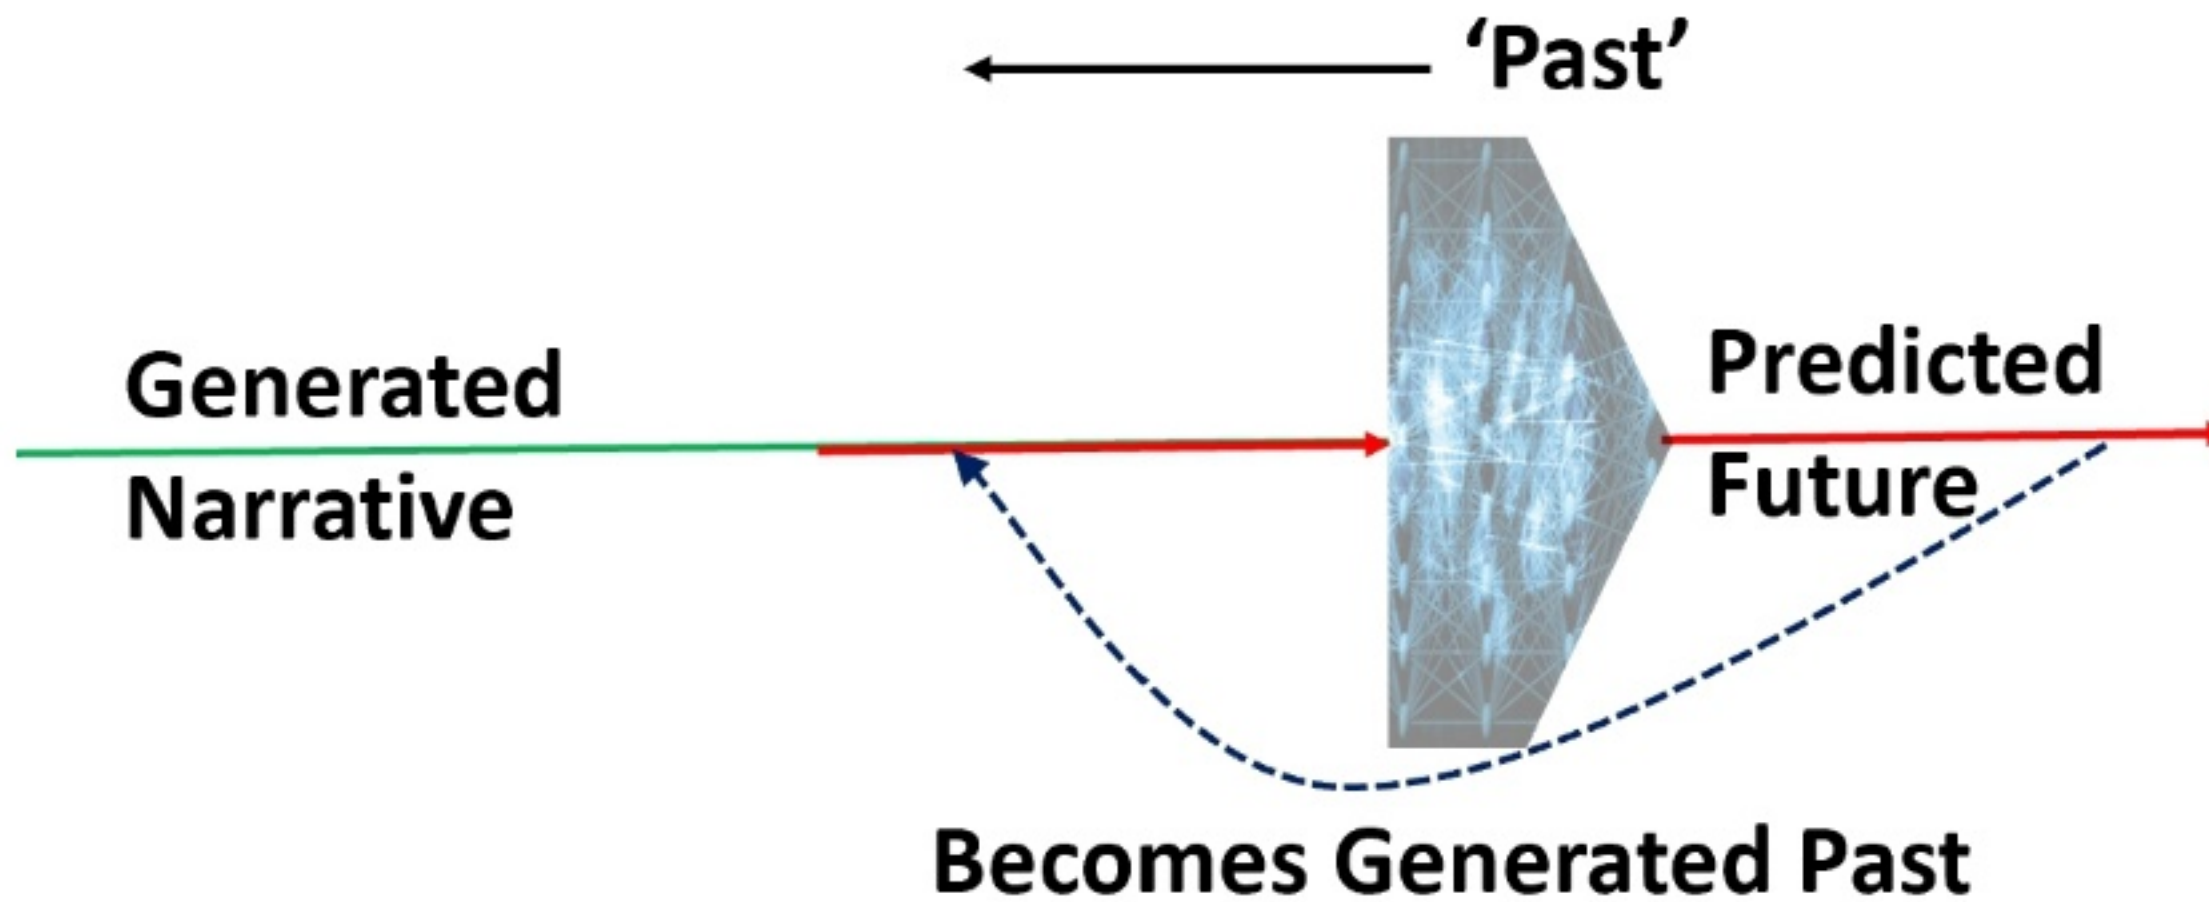 ‘Past’
Generated
Narrative
Predicted
Future
Becomes Generated Past